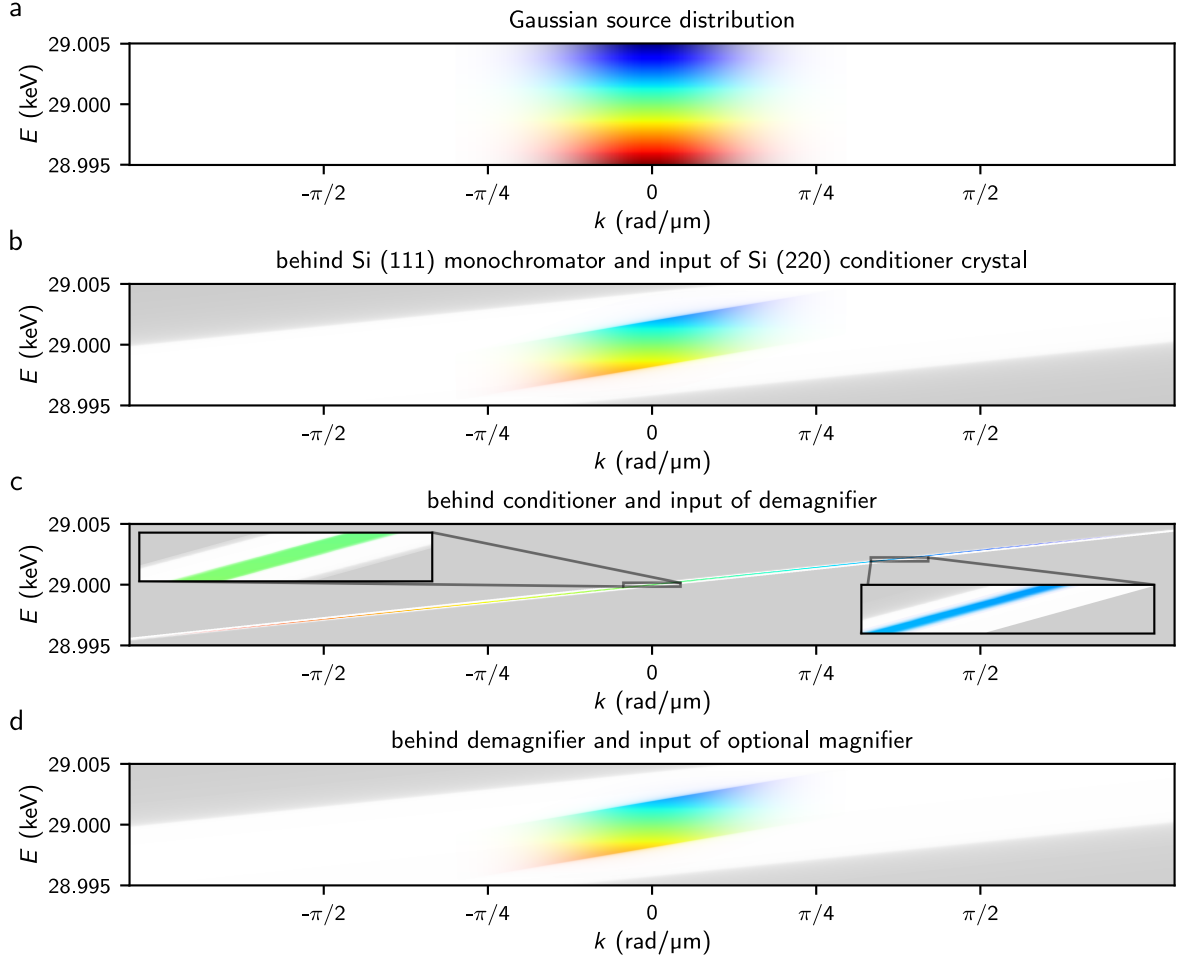 a
Gaussian source distribution
29.005
29.000
28.995
E (keV)
-π/2
-π/4
0
π/4
π/2
k (rad/µm)
b
behind Si (111) monochromator and input of Si (220) conditioner crystal
29.005
29.000
28.995
E (keV)
-π/2
-π/4
0
π/4
π/2
k (rad/µm)
c
behind conditioner and input of demagnifier
29.005
29.000
28.995
E (keV)
-π/2
-π/4
0
π/4
π/2
k (rad/µm)
d
behind demagnifier and input of optional magnifier
29.005
29.000
28.995
E (keV)
-π/2
-π/4
0
π/4
π/2
k (rad/µm)